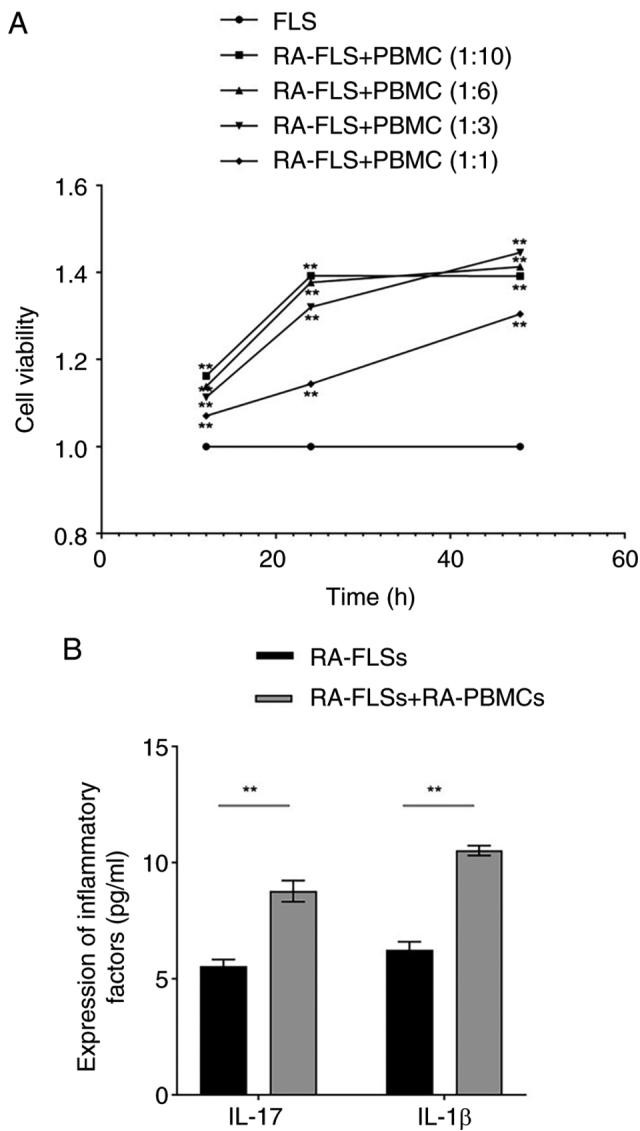 A
FLS
RA-FLS+PBMC (1:10)
RA-FLS+PBMC (1:6)
RA-FLS+PBMC (1:3)
RA-FLS+PBMC (1:1)
1.6
1.4
1.2
1.0
0.8
Cell viability
**
**
**
**
**
**
**
**
**
**
**
**
0
20
40
60
Time (h)
B
RA-FLSs
RA-FLSs+RA-PBMCs
15
10
5
0
Expression of inflammatory
factors (pg/ml)
**
**
IL-17
IL-1β